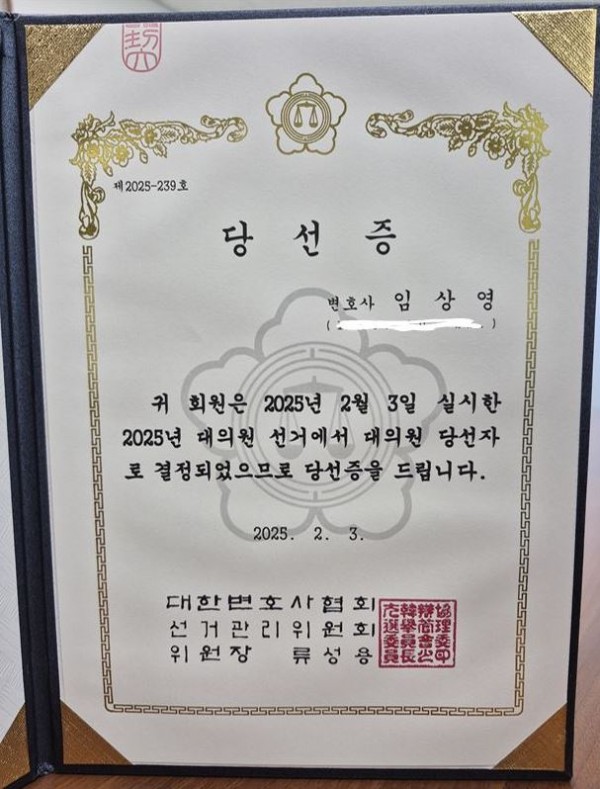 제2025-239호
당 선 증
변호사 임 상 영
( )
귀 회원은 2025년 2월 3일 실시한
2025년 대의원 선거에서 대의원 당선자
로 결정되었으므로 당선증을 드립니다.
2025. 2. 3.
대한변호사협회
선거관리위원회
위원장 류성용